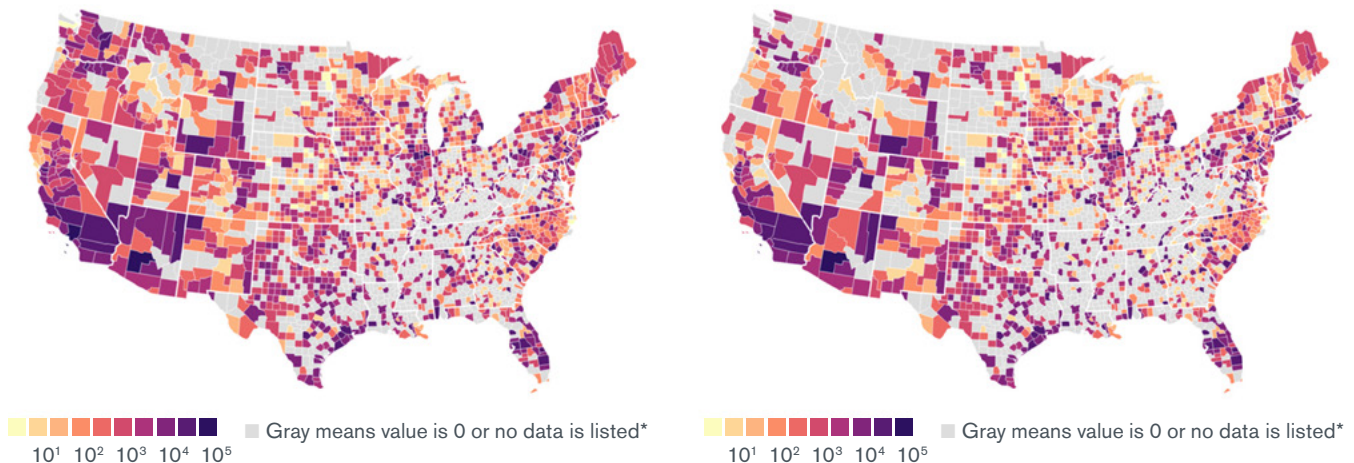 Gray means value is 0 or no data is listed*
10¹ 10² 10³ 10⁴ 10⁵
Gray means value is 0 or no data is listed*
10¹ 10² 10³ 10⁴ 10⁵